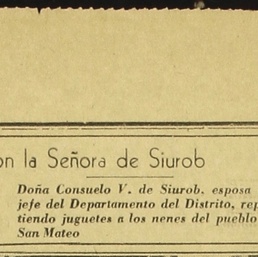 on la Señora de Siurob
Doña Consuelo V. de Siurob, esposa
jefe del Departamento del Distrito, rep
tiendo juguetes a los nenes del pueblo
San Mateo